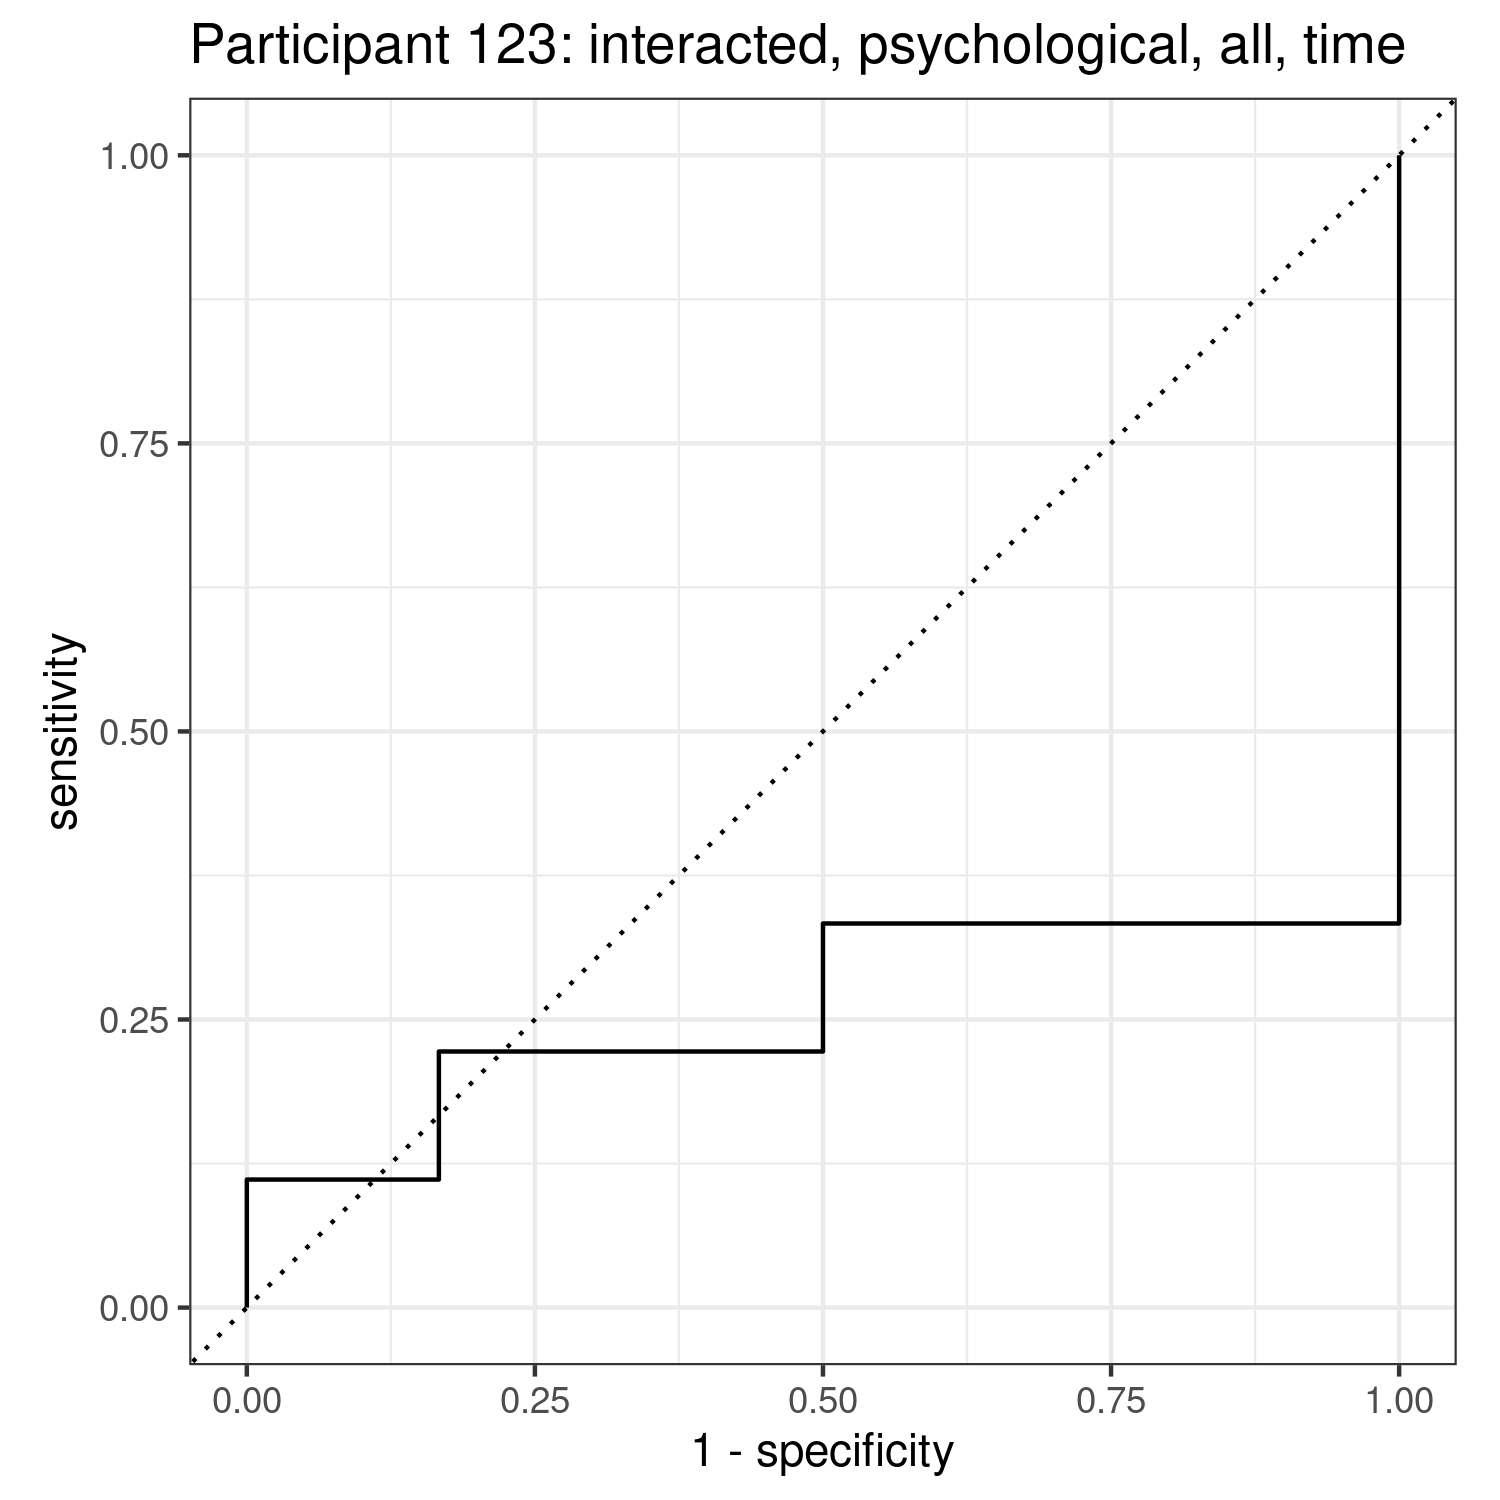 Participant 123: interacted, psychological, all, time
1.00
0.75
0.50
0.25
0.00
sensitivity
0.00 0.25 0.50 0.75 1.00
1 - specificity